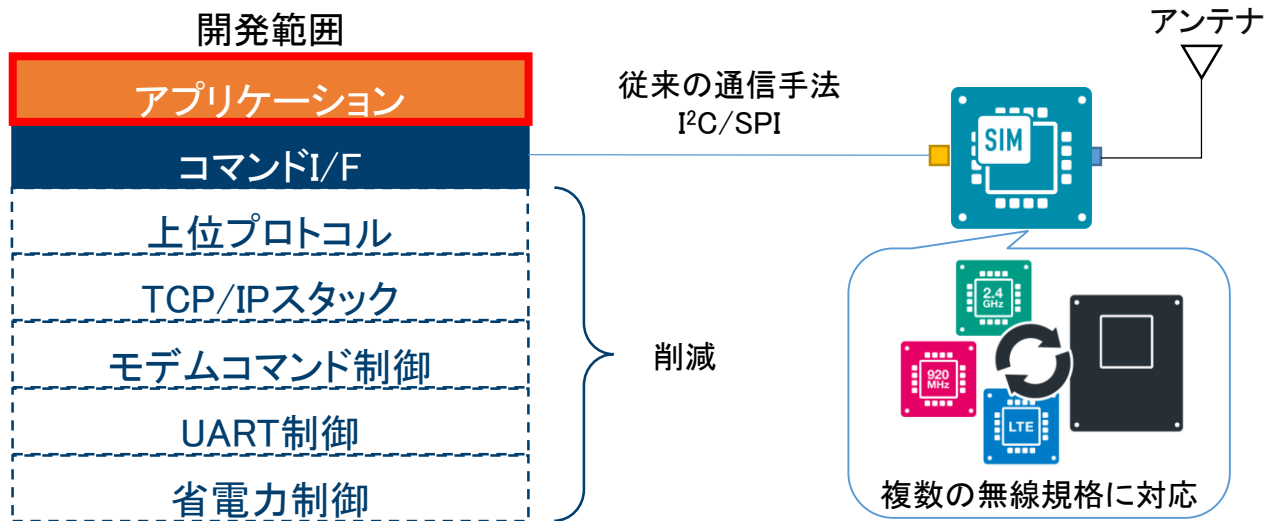 開発範囲
アプリケーション
コマンドI/F
上位プロトコル
TCP/IPスタック
モデムコマンド制御
UART制御
省電力制御
削減
従来の通信手法
I²C/SPI
アンテナ
SIM
2.4
GHz
920
MHz
LTE
複数の無線規格に対応